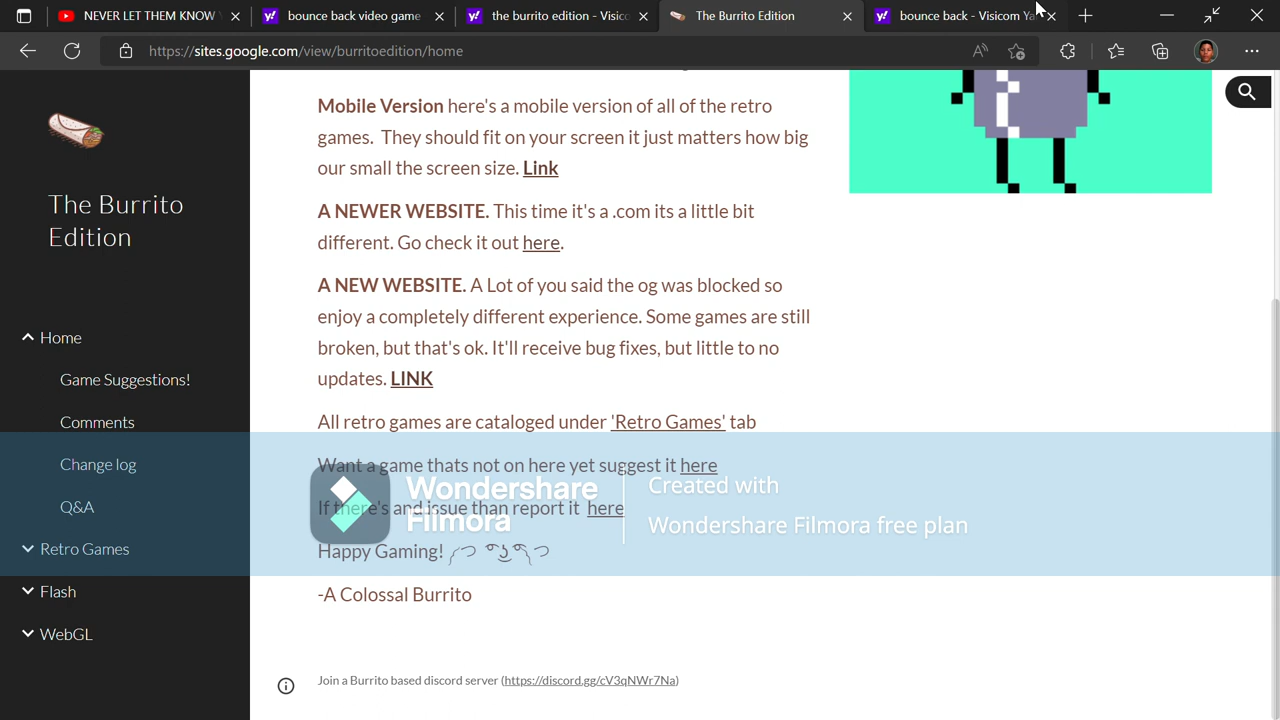 NEVER LET THEM KNOW
bounce back video game
the burrito edition - Visico
The Burrito Edition
bounce back - Visicom Ya
https://sites.google.com/view/burritoedition/home
The Burrito
Edition
Home
Game Suggestions!
Comments
Change log
Q&A
Retro Games
Flash
WebGL
Mobile Version here's a mobile version of all of the retro
games. They should fit on your screen it just matters how big
our small the screen size. Link
A NEWER WEBSITE. This time it's a .com its a little bit
different. Go check it out here.
A NEW WEBSITE. A Lot of you said the og was blocked so
enjoy a completely different experience. Some games are still
broken, but that's ok. It'll receive bug fixes, but little to no
updates. LINK
All retro games are cataloged under 'Retro Games' tab
Want a game thats not on here yet suggest it here
If there's and issue than report it here
Happy Gaming! (つ ͡° ͜ʖ ͡°)つ
-A Colossal Burrito
Join a Burrito based discord server (https://discord.gg/cV3qNWr7Na)
Wondershare
Filmora
Created with
Wondershare Filmora free plan